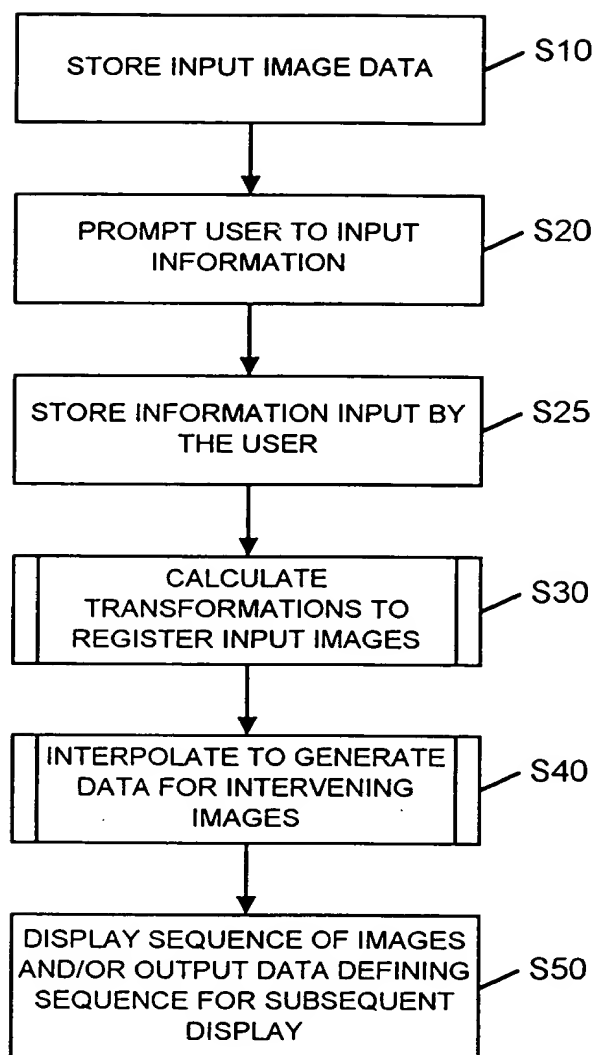 STORE INPUT IMAGE DATA
S10
PROMPT USER TO INPUT
INFORMATION
S20
STORE INFORMATION INPUT BY
THE USER
S25
CALCULATE
TRANSFORMATIONS TO
REGISTER INPUT IMAGES
S30
INTERPOLATE TO GENERATE
DATA FOR INTERVENING
IMAGES
S40
DISPLAY SEQUENCE OF IMAGES
AND/OR OUTPUT DATA DEFINING
SEQUENCE FOR SUBSEQUENT
DISPLAY
S50